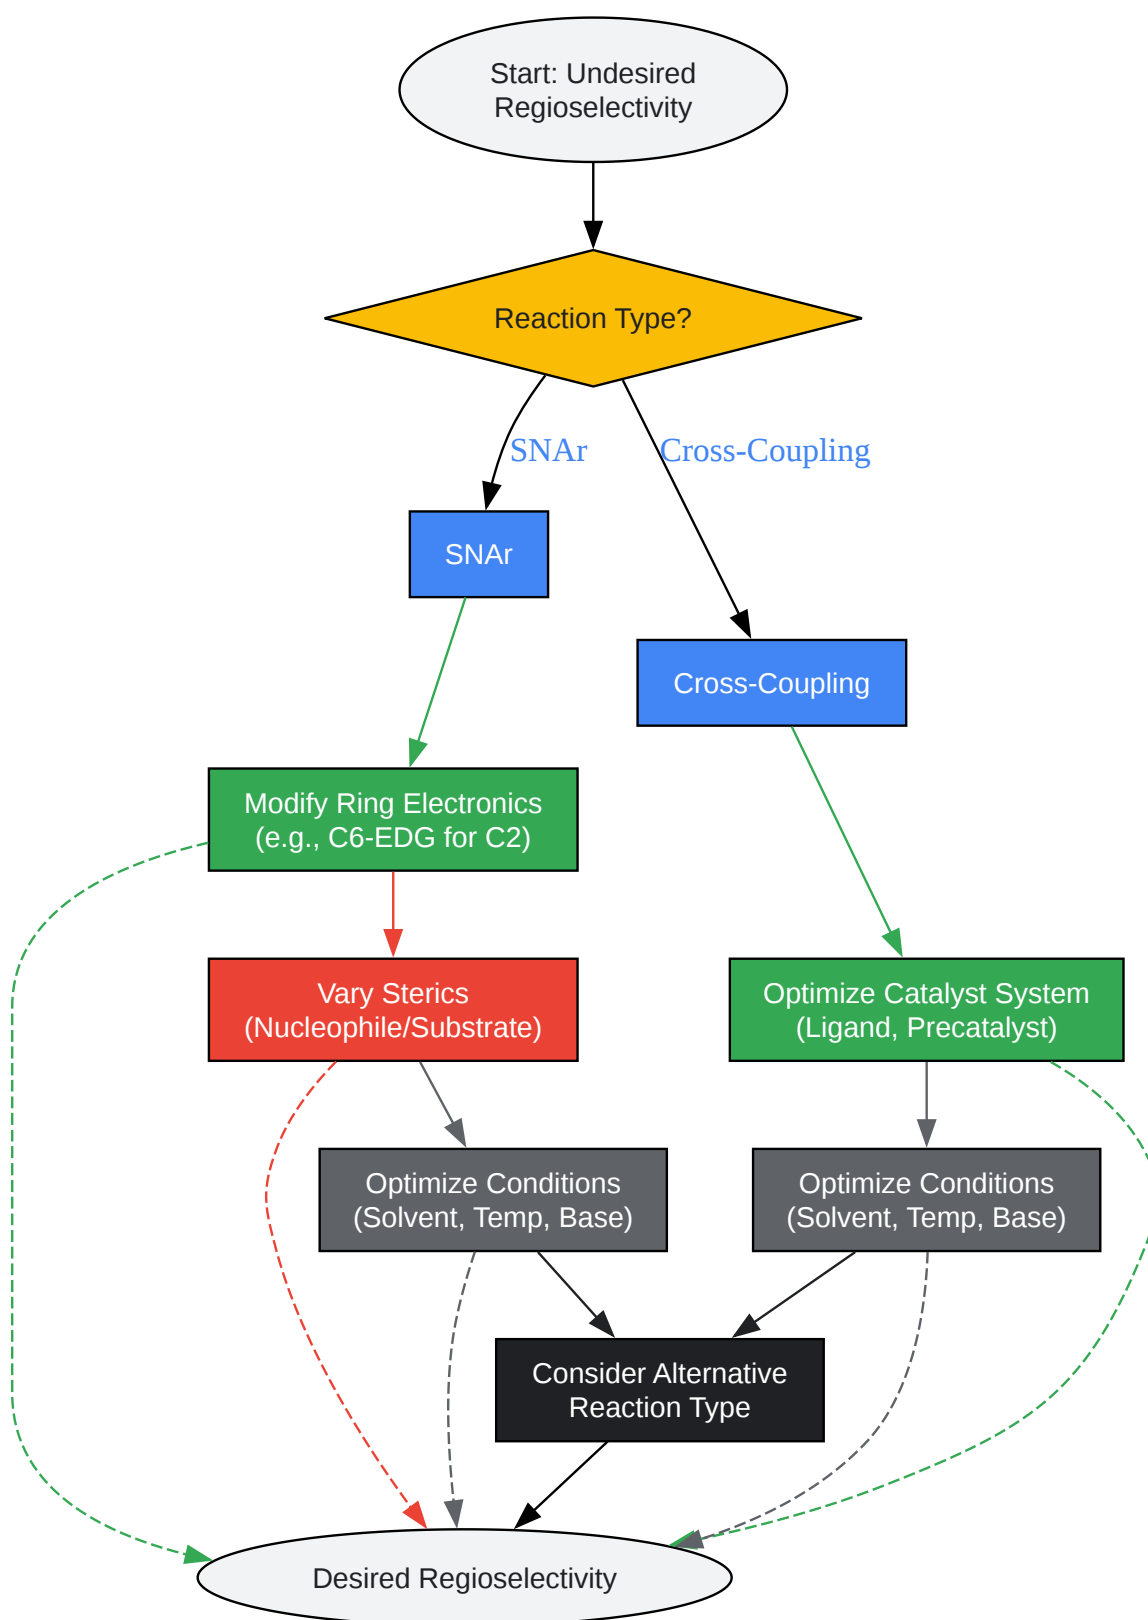 Start: Undesired
Regioselectivity
Reaction Type?
SNAr
Cross-Coupling
SNAr
Cross-Coupling
Modify Ring Electronics
(e.g., C6-EDG for C2)
Vary Sterics
(Nucleophile/Substrate)
Optimize Catalyst System
(Ligand, Precatalyst)
Optimize Conditions
(Solvent, Temp, Base)
Optimize Conditions
(Solvent, Temp, Base)
Consider Alternative
Reaction Type
Desired Regioselectivity